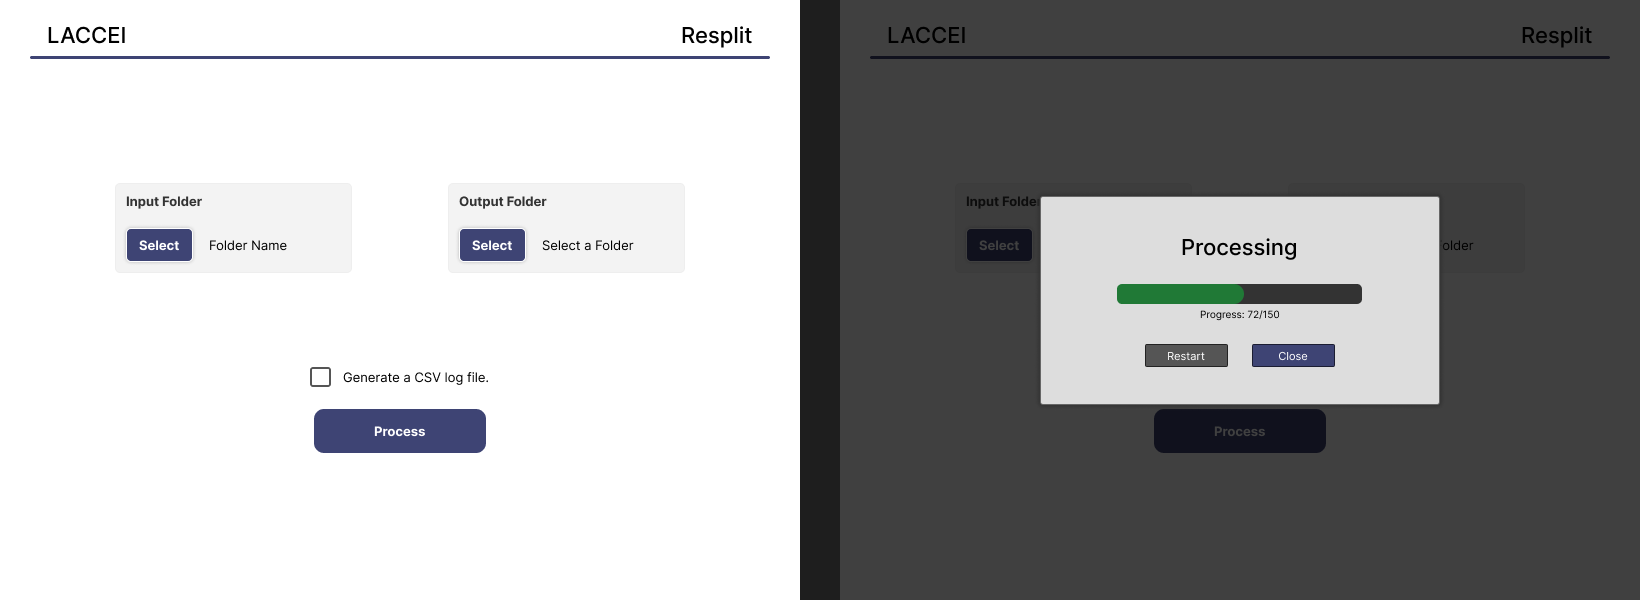 LACCEI Resplit
Input Folder
Select Folder Name
Output Folder
Select Select a Folder
Generate a CSV log file.
Process
LACCEI Resplit
Input Folde
Select
older
Processing
Progress: 72/150
Restart Close
Process